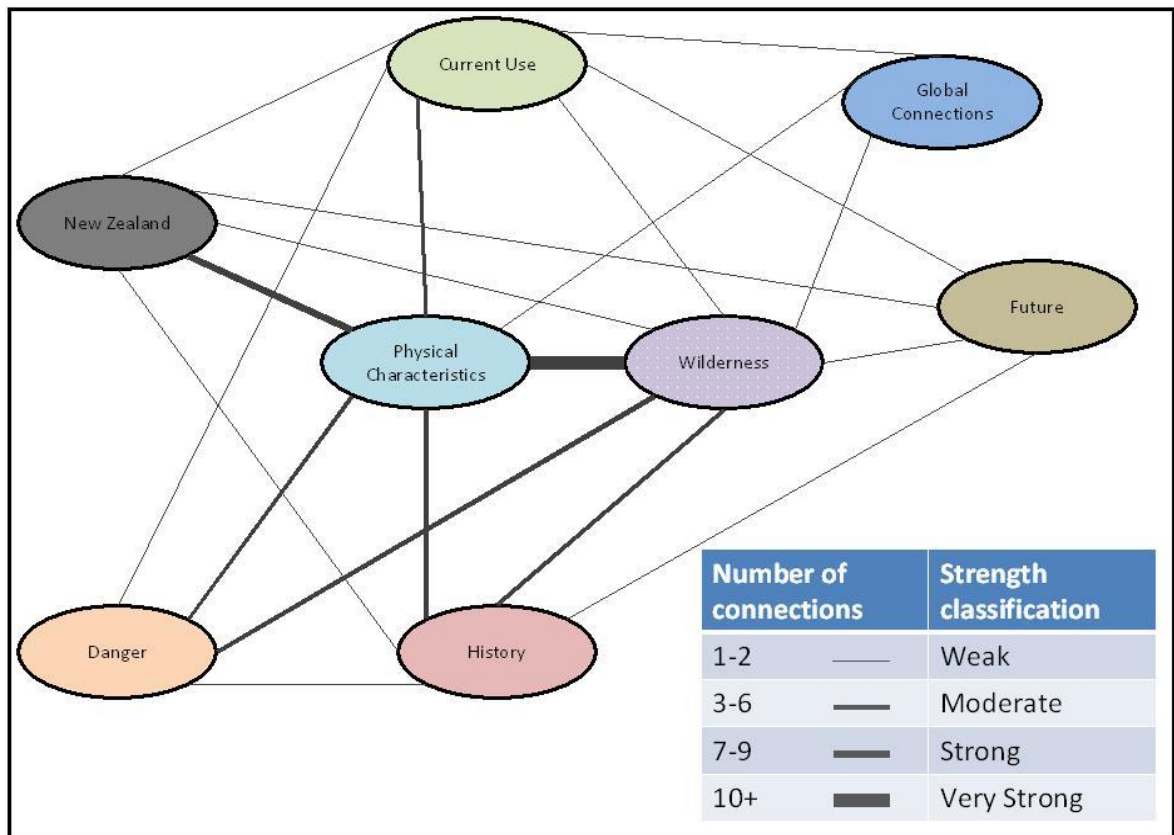 Current Use
Global
Connections
New Zealand
Future
Physical
Characteristics
Wilderness
Danger
History
Number of
connections
Strength
classification
1-2
Weak
3-6
Moderate
7-9
Strong
10+
Very Strong